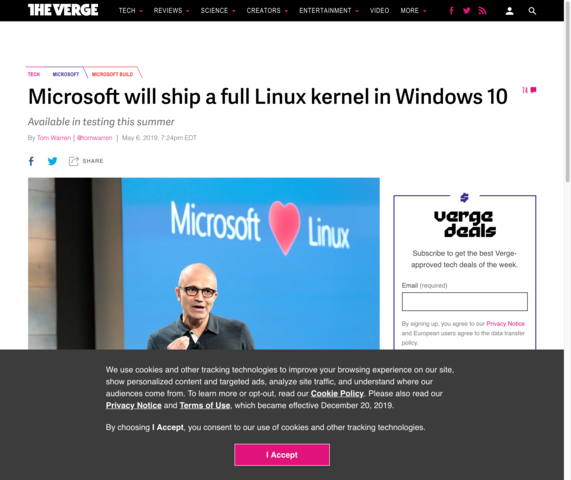 THE VERGE
TECH REVIEWS SCIENCE CREATORS ENTERTAINMENT VIDEO MORE
TECH MICROSOFT MICROSOFT BUILD
Microsoft will ship a full Linux kernel in Windows 10
74
Available in testing this summer
By Tom Warren | @tomwarren | May 6, 2019, 7:24pm EDT
SHARE
Microsoft Linux
verge
deals
Subscribe to get the best Verge-
approved tech deals of the week.
Email (required)
By signing up, you agree to our Privacy Notice
and European users agree to the data transfer
policy.
We use cookies and other tracking technologies to improve your browsing experience on our site,
show personalized content and targeted ads, analyze site traffic, and understand where our
audiences come from. To learn more or opt-out, read our Cookie Policy. Please also read our
Privacy Notice and Terms of Use, which became effective December 20, 2019.
By choosing I Accept, you consent to our use of cookies and other tracking technologies.
I Accept